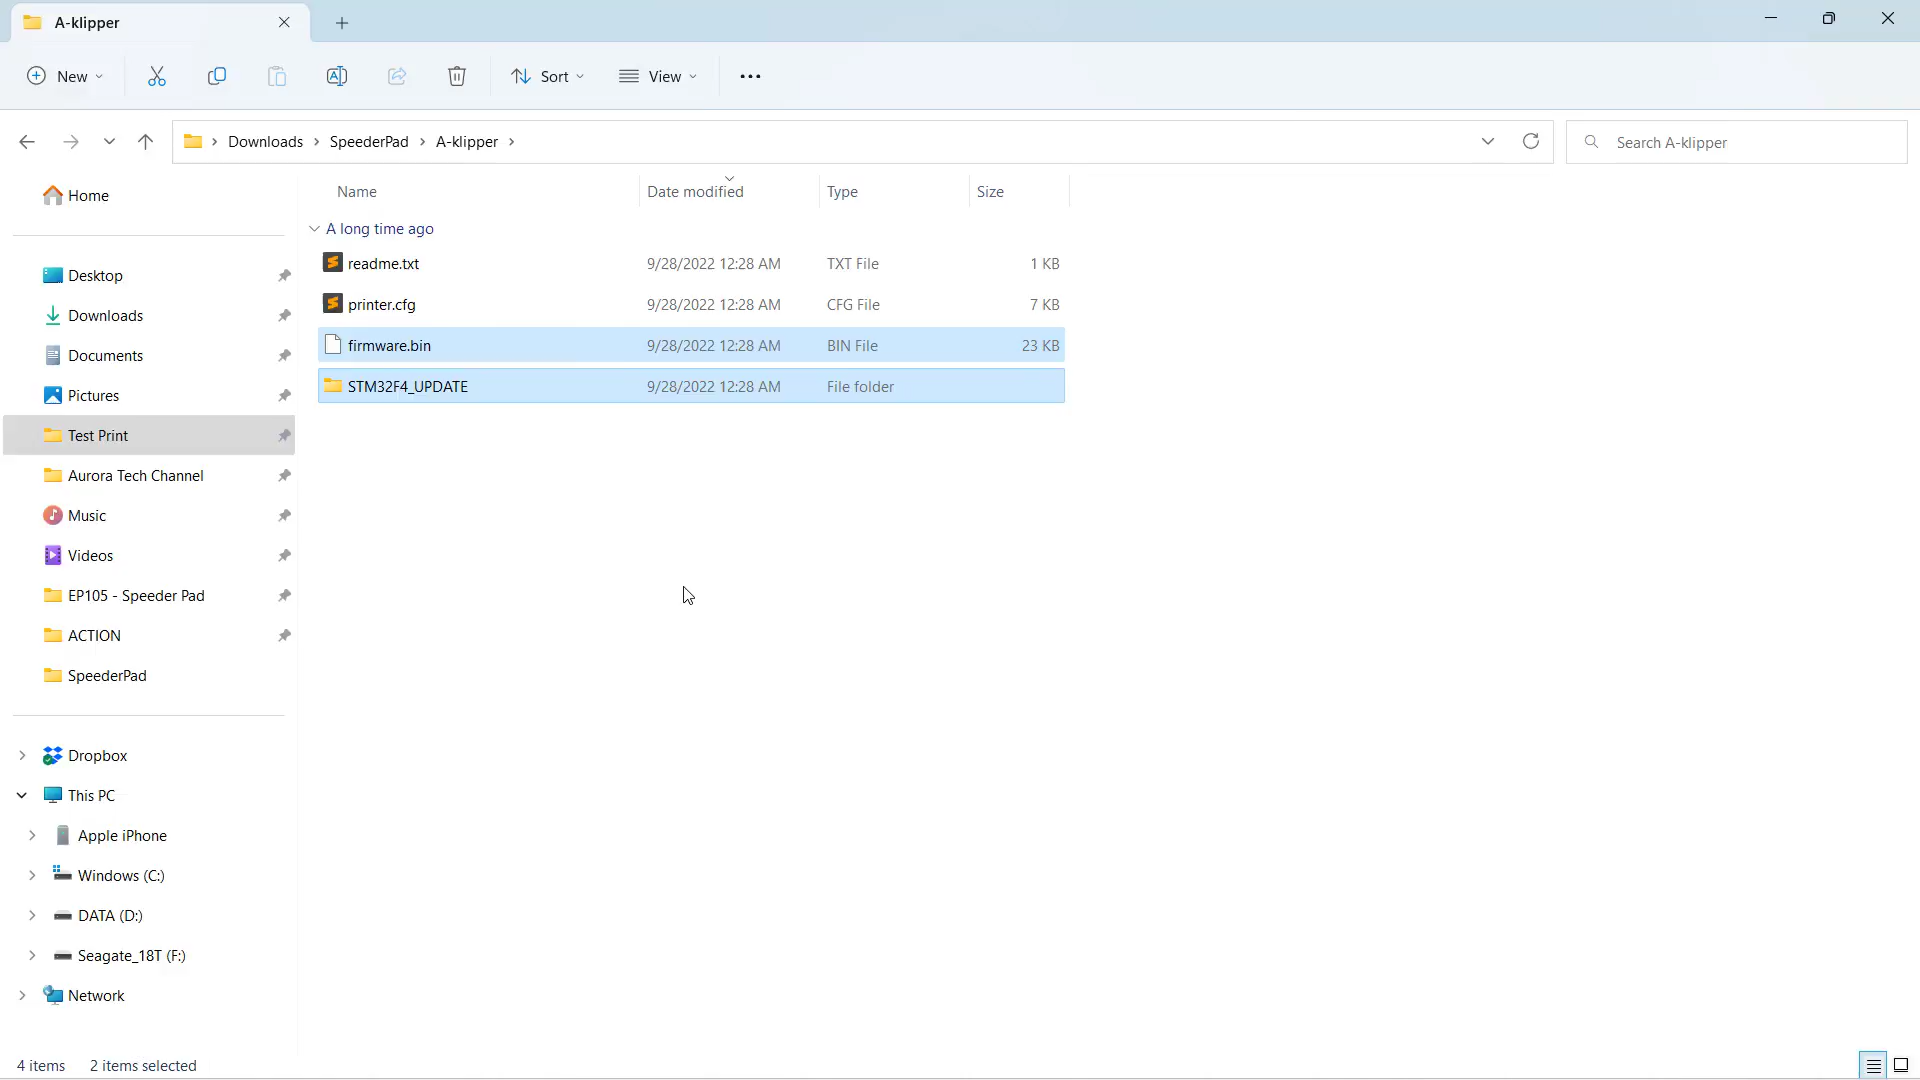 A-klipper
New
Sort
View
Downloads
SpeederPad
A-klipper
Search A-klipper
Home
Desktop
Downloads
Documents
Pictures
Test Print
Aurora Tech Channel
Music
Videos
EP105 - Speeder Pad
ACTION
SpeederPad
Dropbox
This PC
Apple iPhone
Windows (C:)
DATA (D:)
Seagate_18T (F:)
Network
Name Date modified Type Size
A long time ago
readme.txt 9/28/2022 12:28 AM TXT File 1 KB
printer.cfg 9/28/2022 12:28 AM CFG File 7 KB
firmware.bin 9/28/2022 12:28 AM BIN File 23 KB
STM32F4_UPDATE 9/28/2022 12:28 AM File folder
4 items 2 items selected